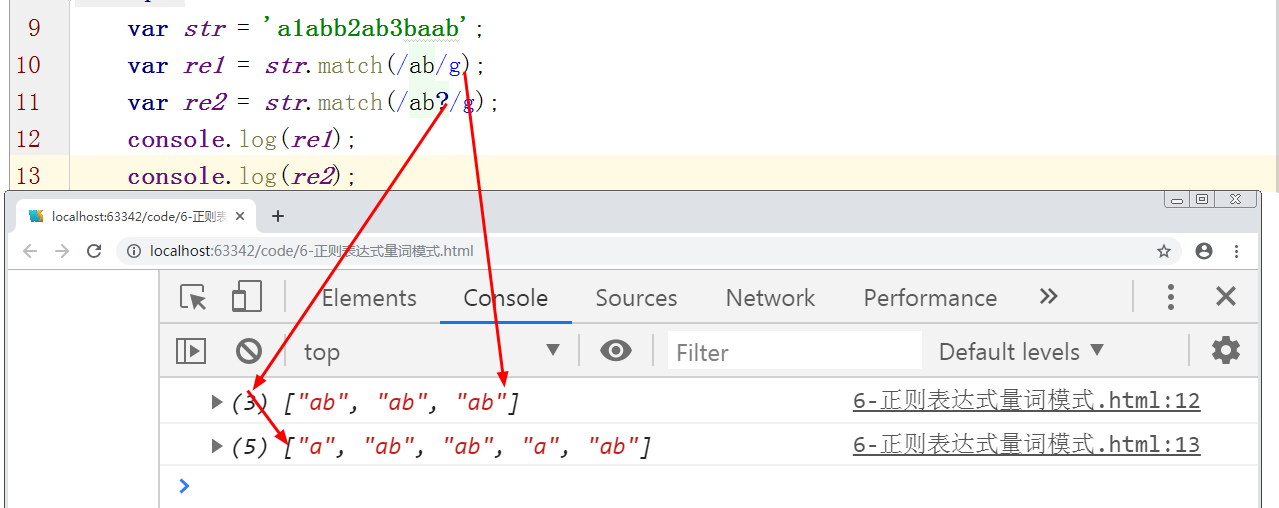 9 var str = 'a1abb2ab3baab';
10 var re1 = str.match(/ab/g);
11 var re2 = str.match(/ab?/g);
12 console.log(re1);
13 console.log(re2);
localhost:63342/code/6-正则表
localhost:63342/code/6-正则表达式量词模式.html
Elements Console Sources Network Performance
top Filter Default levels
(3) ["ab", "ab", "ab"] 6-正则表达式量词模式.html:12
(5) ["a", "ab", "ab", "a", "ab"] 6-正则表达式量词模式.html:13